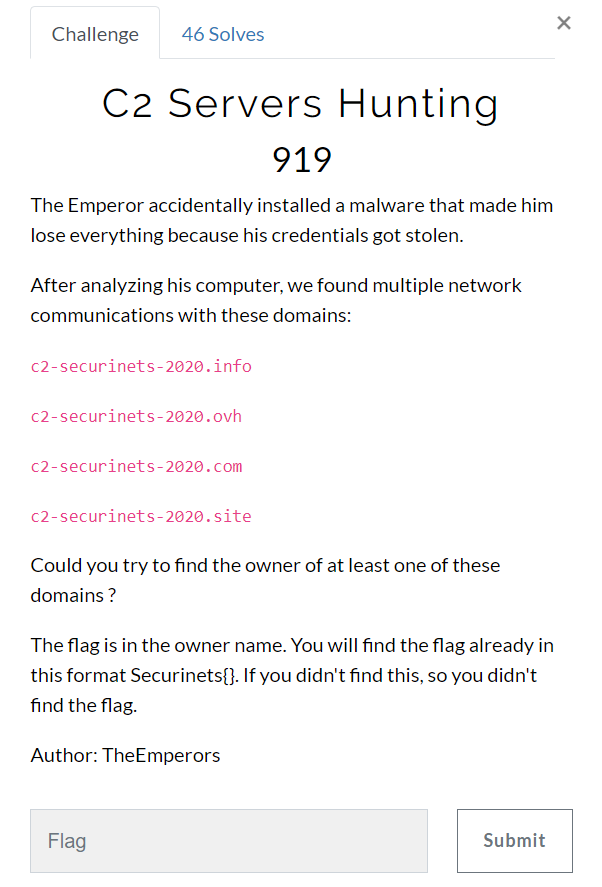 Challenge
46 Solves
×
C2 Servers Hunting
919
The Emperor accidentally installed a malware that made him
lose everything because his credentials got stolen.
After analyzing his computer, we found multiple network
communications with these domains:
c2-securinets-2020.info
c2-securinets-2020.ovh
c2-securinets-2020.com
c2-securinets-2020.site
Could you try to find the owner of at least one of these
domains ?
The flag is in the owner name. You will find the flag already in
this format Securinets{}. If you didn't find this, so you didn't
find the flag.
Author: TheEmperors
Flag
Submit